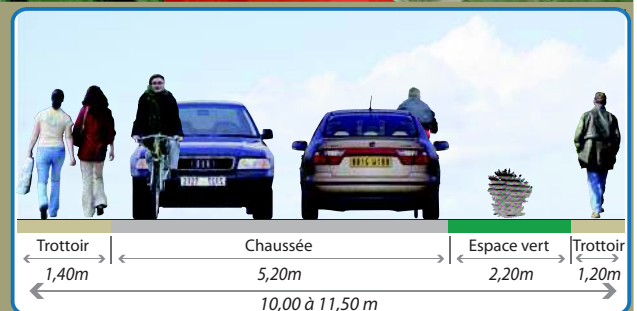 Trottoir Chaussée Espace vert Trottoir
1,40m 5,20m 2,20m 1,20m
10,00 à 11,50 m